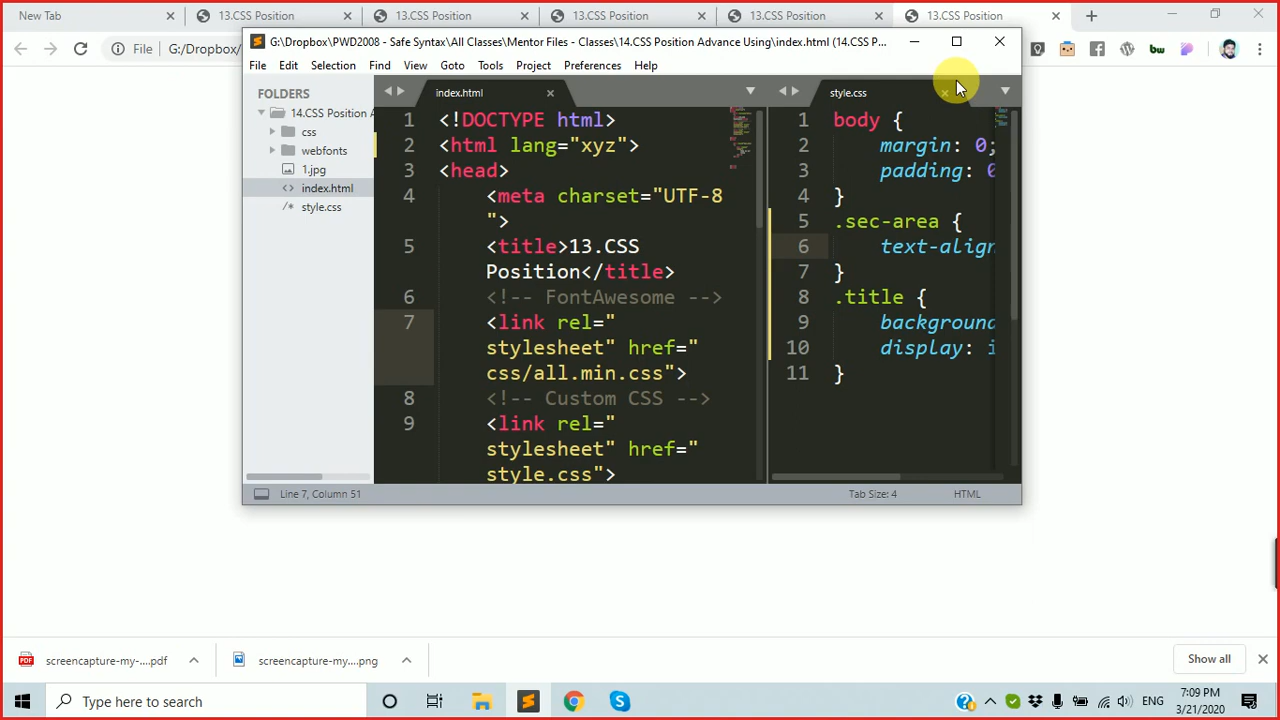 New Tab
13.CSS Position
13.CSS Position
13.CSS Position
13.CSS Position
13.CSS Position
File
G:/Dropbox/
bw
G:\Dropbox\PWD2008 - Safe Syntax\All Classes\Mentor Files - Classes\14.CSS Position Advance Using\index.html (14.CSS P...
File Edit Selection Find View Goto Tools Project Preferences Help
FOLDERS
14.CSS Position A
css
webfonts
1.jpg
index.html
style.css
index.html
1 <!DOCTYPE html>
2 <html lang="xyz">
3 <head>
4 <meta charset="UTF-8
">
5 <title>13.CSS
Position</title>
6 <!-- FontAwesome -->
7 <link rel="
stylesheet" href="
css/all.min.css">
8 <!-- Custom CSS -->
9 <link rel="
stylesheet" href="
style.css">
style.css
1 body {
2 margin: 0;
3 padding: 0
4 }
5 .sec-area {
6 text-align
7 }
8 .title {
9 background
10 display: i
11 }
Line 7, Column 51
Tab Size: 4
HTML
screencapture-my-....pdf
screencapture-my-....png
Show all
Type here to search
ENG
7:09 PM
3/21/2020